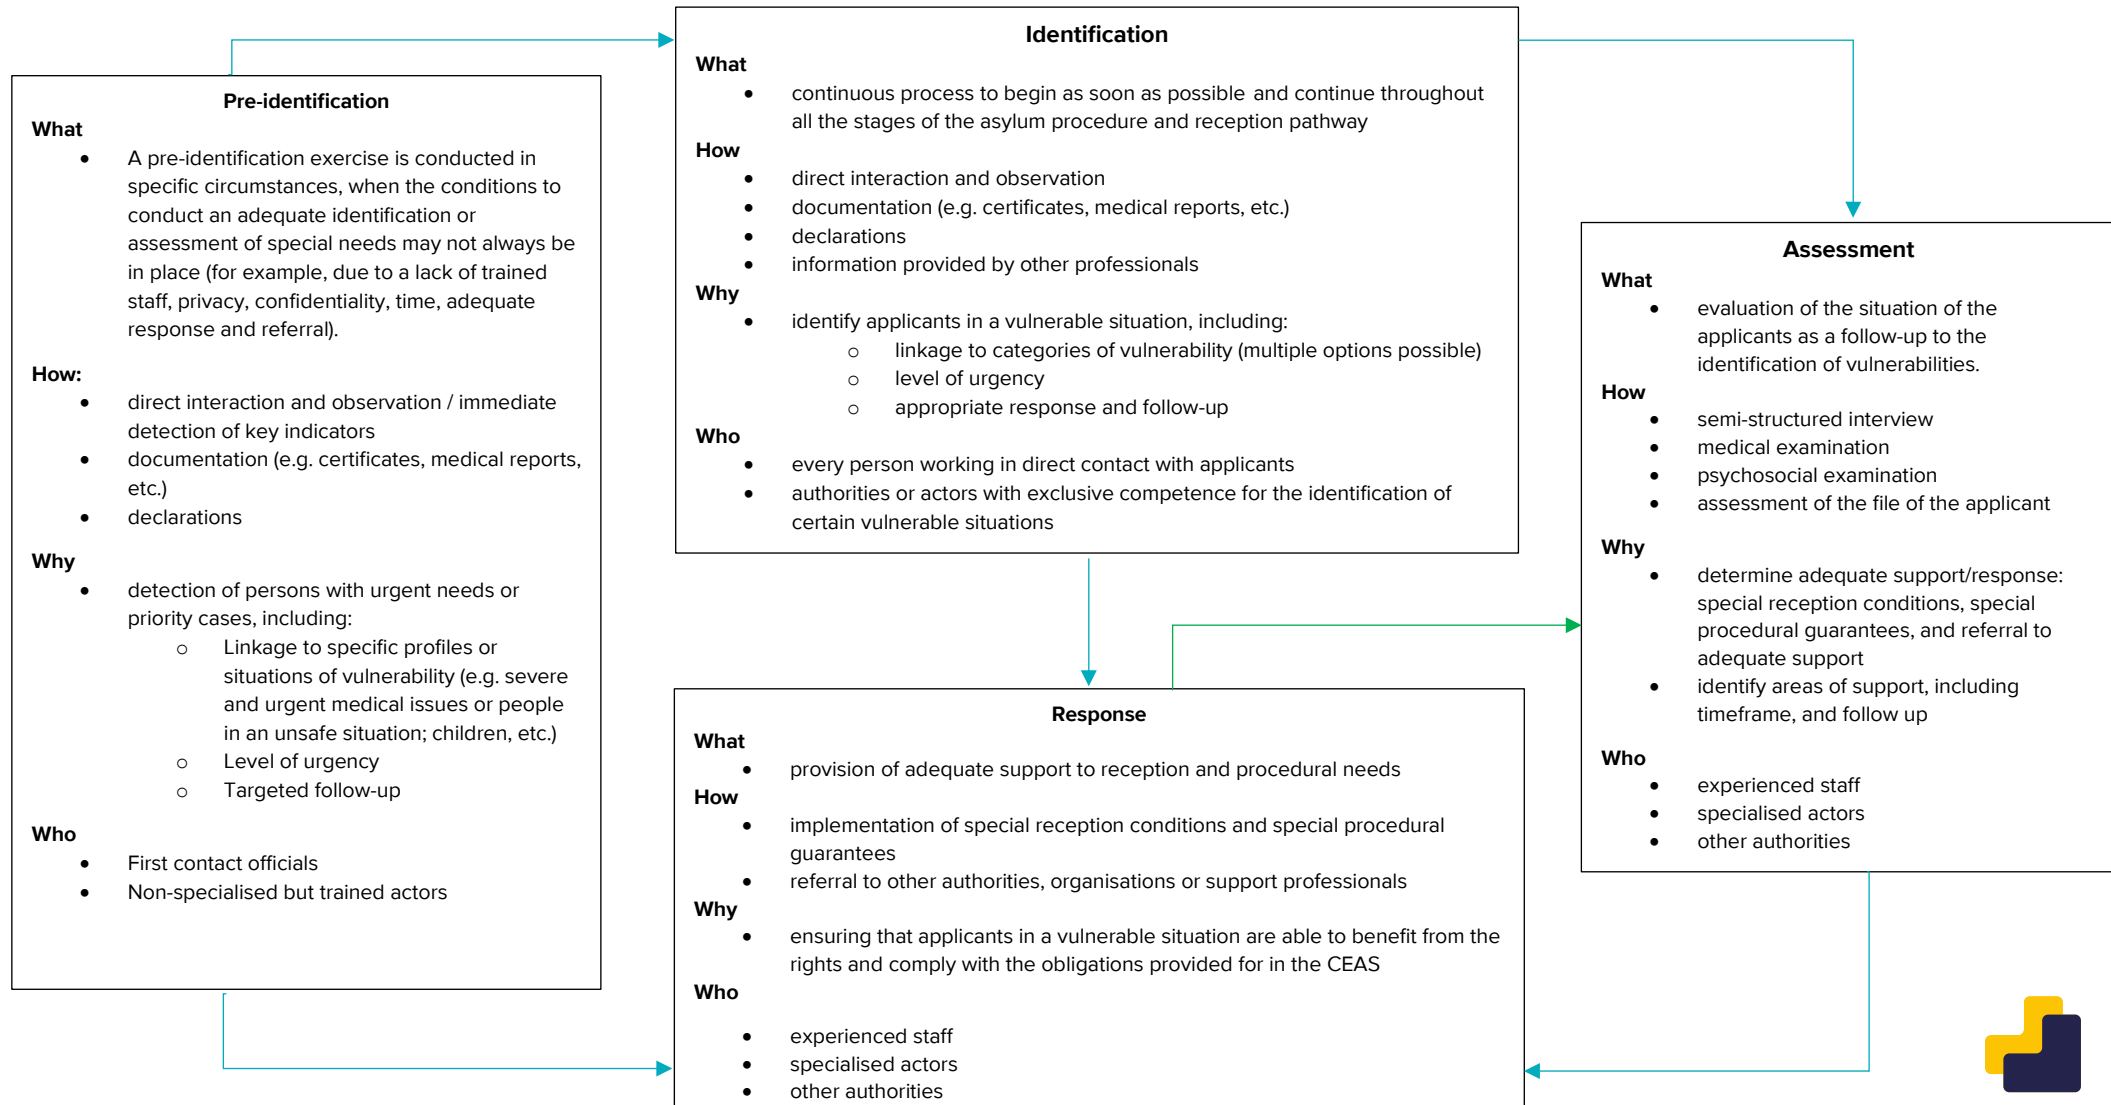 Pre-identification
What
• A pre-identification exercise is conducted in
specific circumstances, when the conditions to
conduct an adequate identification or
assessment of special needs may not always be
in place (for example, due to a lack of trained
staff, privacy, confidentiality, time, adequate
response and referral).
How:
• direct interaction and observation / immediate
detection of key indicators
• documentation (e.g. certificates, medical reports,
etc.)
• declarations
Why
• detection of persons with urgent needs or
priority cases, including:
o Linkage to specific profiles or
situations of vulnerability (e.g. severe
and urgent medical issues or people
in an unsafe situation; children, etc.)
o Level of urgency
o Targeted follow-up
Who
• First contact officials
• Non-specialised but trained actors
Identification
What
• continuous process to begin as soon as possible and continue throughout
all the stages of the asylum procedure and reception pathway
How
• direct interaction and observation
• documentation (e.g. certificates, medical reports, etc.)
• declarations
• information provided by other professionals
Why
• identify applicants in a vulnerable situation, including:
o linkage to categories of vulnerability (multiple options possible)
o level of urgency
o appropriate response and follow-up
Who
• every person working in direct contact with applicants
• authorities or actors with exclusive competence for the identification of
certain vulnerable situations
Response
What
• provision of adequate support to reception and procedural needs
How
• implementation of special reception conditions and special procedural
guarantees
• referral to other authorities, organisations or support professionals
Why
• ensuring that applicants in a vulnerable situation are able to benefit from the
rights and comply with the obligations provided for in the CEAS
Who
• experienced staff
• specialised actors
• other authorities
Assessment
What
• evaluation of the situation of the
applicants as a follow-up to the
identification of vulnerabilities.
How
• semi-structured interview
• medical examination
• psychosocial examination
• assessment of the file of the applicant
Why
• determine adequate support/response:
special reception conditions, special
procedural guarantees, and referral to
adequate support
• identify areas of support, including
timeframe, and follow up
Who
• experienced staff
• specialised actors
• other authorities